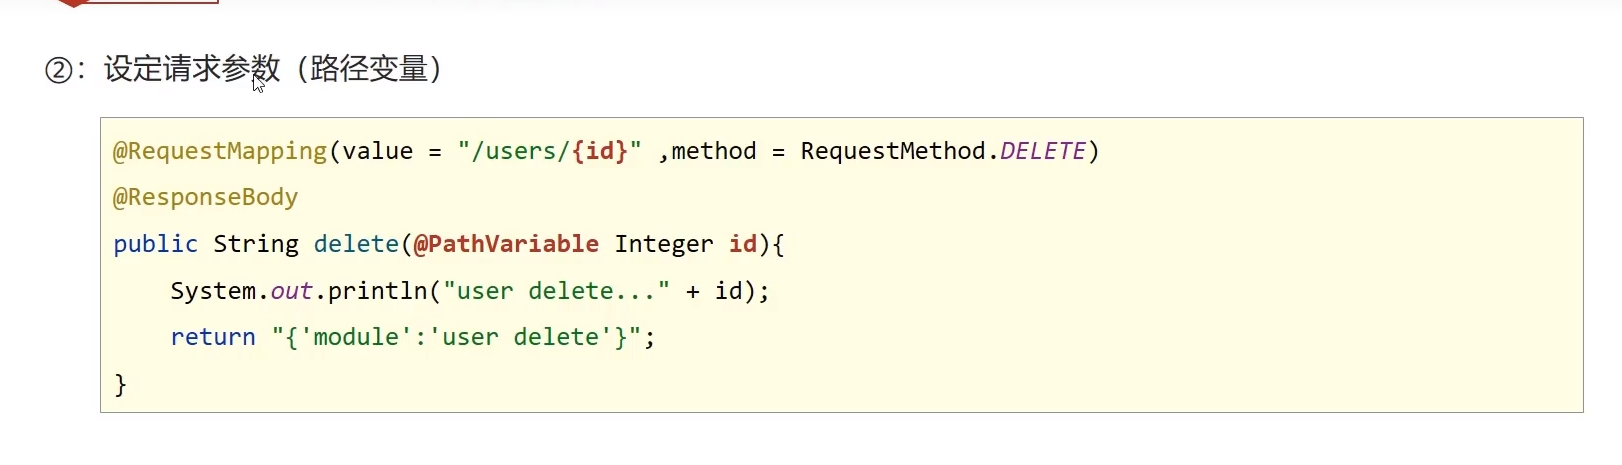 ②：设定请求参数（路径变量）
@RequestMapping(value = "/users/{id}" ,method = RequestMethod.DELETE)
@ResponseBody
public String delete(@PathVariable Integer id){
    System.out.println("user delete..." + id);
    return "{'module':'user delete'}";
}